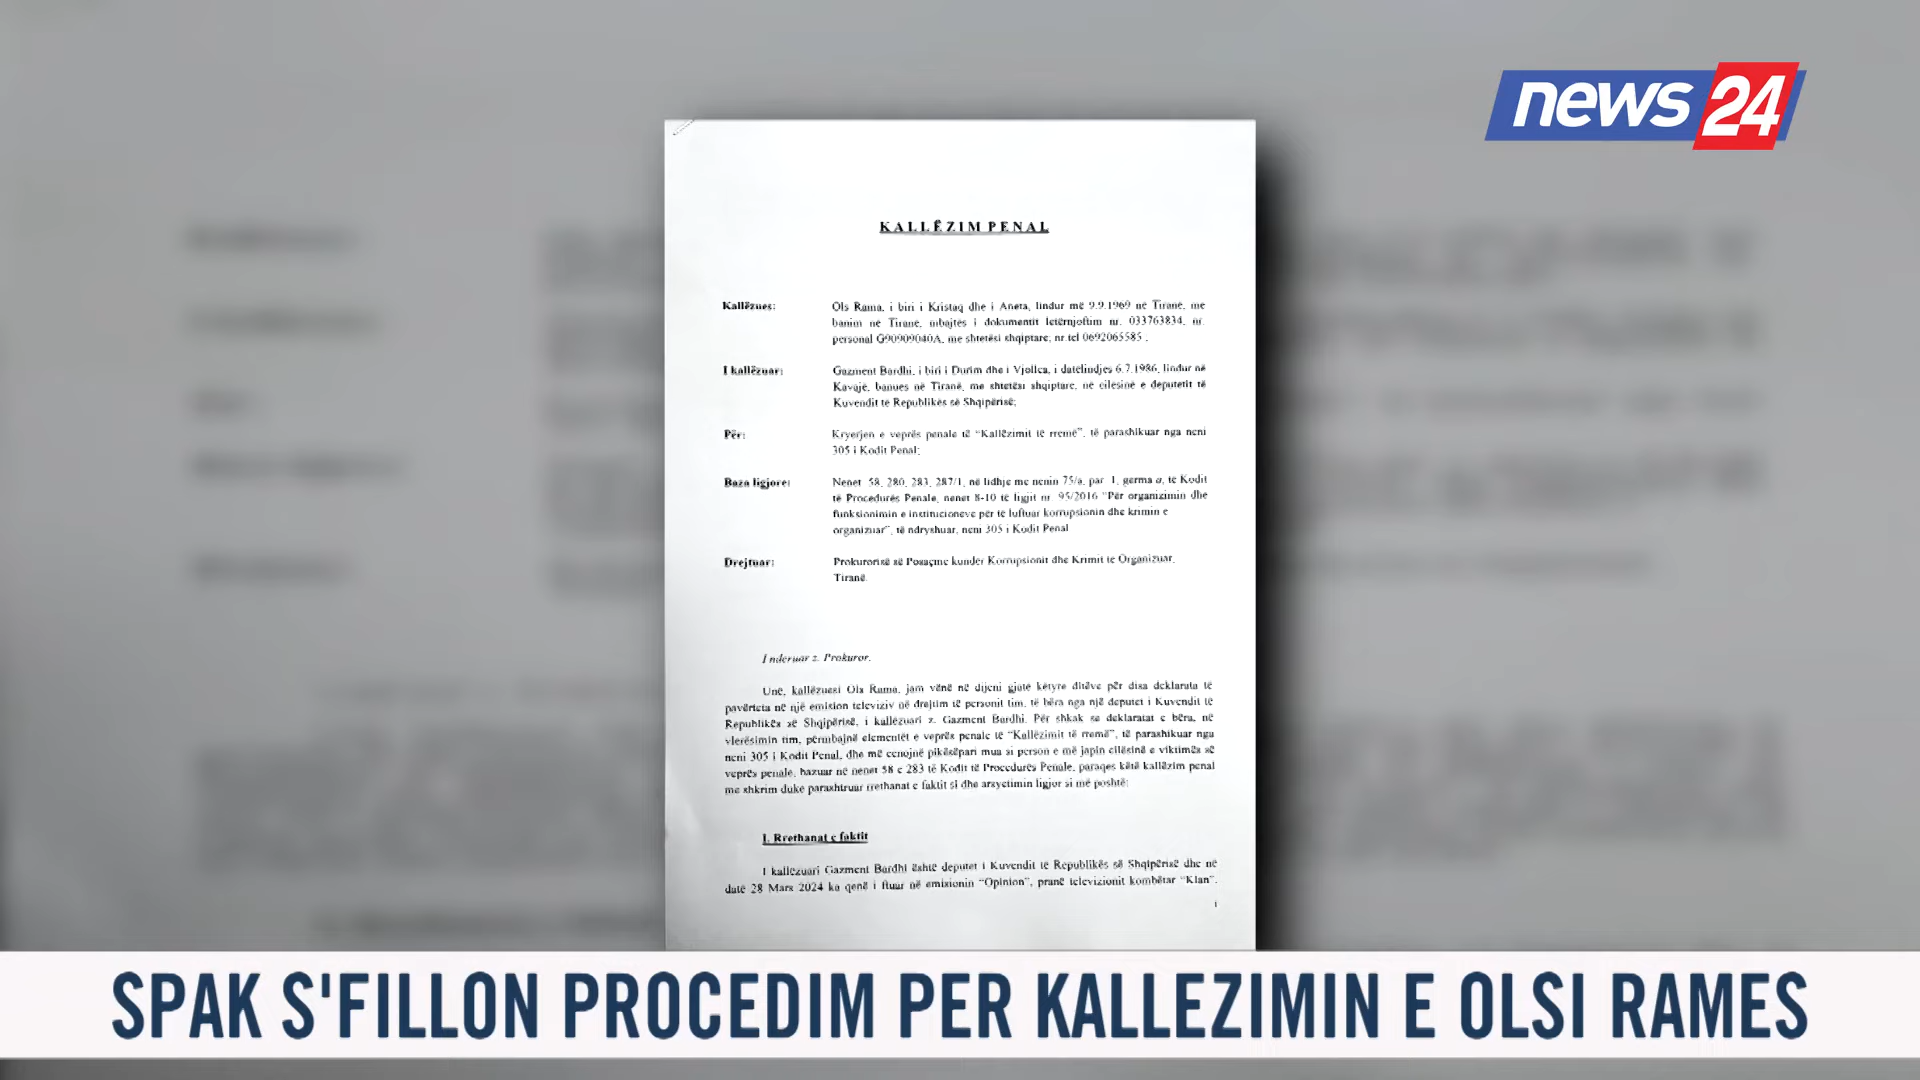 news 24
KALLËZIM PENAL
Kallëzues:
Ols Rama, i biri i Kristaq dhe i Aneta, lindur më 9.9.1969 në Tiranë, me
banim në Tiranë, mbajtës i dokumentit letërnjoftim nr. 033763834, nr.
personal G90909040A, me shtetësi shqiptare, nr.tel 0692065585 .
I kallëzuar:
Gazment Bardhi, i biri i Durim dhe i Vjollca, i datëlindjes 6.7.1986, lindur në
Kavajë, banues në Tiranë, me shtetësi shqiptare, në cilësinë e deputetit të
Kuvendit të Republikës së Shqipërisë;
Për:
Kryerjen e veprës penale të “Kallëzimit të rremë”, të parashikuar nga neni
305 i Kodit Penal;
Baza ligjore:
Nenet 58, 280, 283, 287/1, në lidhje me nenin 75/a, par. 1, germa a, të Kodit
të Procedurës Penale, nenet 8-10 të ligjit nr. 95/2016 “Për organizimin dhe
funksionimin e institucioneve për të luftuar korrupsionin dhe krimin e
organizuar”, të ndryshuar, neni 305 i Kodit Penal
Drejtuar:
Prokurorisë së Posaçme kundër Korrupsionit dhe Krimit të Organizuar,
Tiranë.
I nderuar z. Prokuror,
Unë, kallëzuesi Ols Rama, jam vënë në dijeni gjatë këtyre ditëve për disa deklarata të
pavërteta në një emision televiziv në drejtim të personit tim, të bëra nga një deputet i Kuvendit të
Republikës së Shqipërisë, i kallëzuari z. Gazment Bardhi. Për shkak se deklaratat e bëra, në
vlerësimin tim, përmbajnë elementët e veprës penale të “Kallëzimit të rremë”, të parashikuar nga
neni 305 i Kodit Penal, dhe më cenojnë pikësëpari mua si person e më japin cilësinë e viktimës së
veprës penale, bazuar në nenet 58 e 283 të Kodit të Procedurës Penale, paraqes këtë kallëzim penal
me shkrim duke parashtruar rrethanat e faktit si dhe arsyetimin ligjor si më poshtë:
I. Rrethanat e faktit
I kallëzuari Gazment Bardhi është deputet i Kuvendit të Republikës së Shqipërisë dhe në
datë 28 Mars 2024 ka qenë i ftuar në emisionin “Opinion”, pranë televizionit kombëtar “Klan”.
1
SPAK S'FILLON PROCEDIM PER KALLEZIMIN E OLSI RAMES